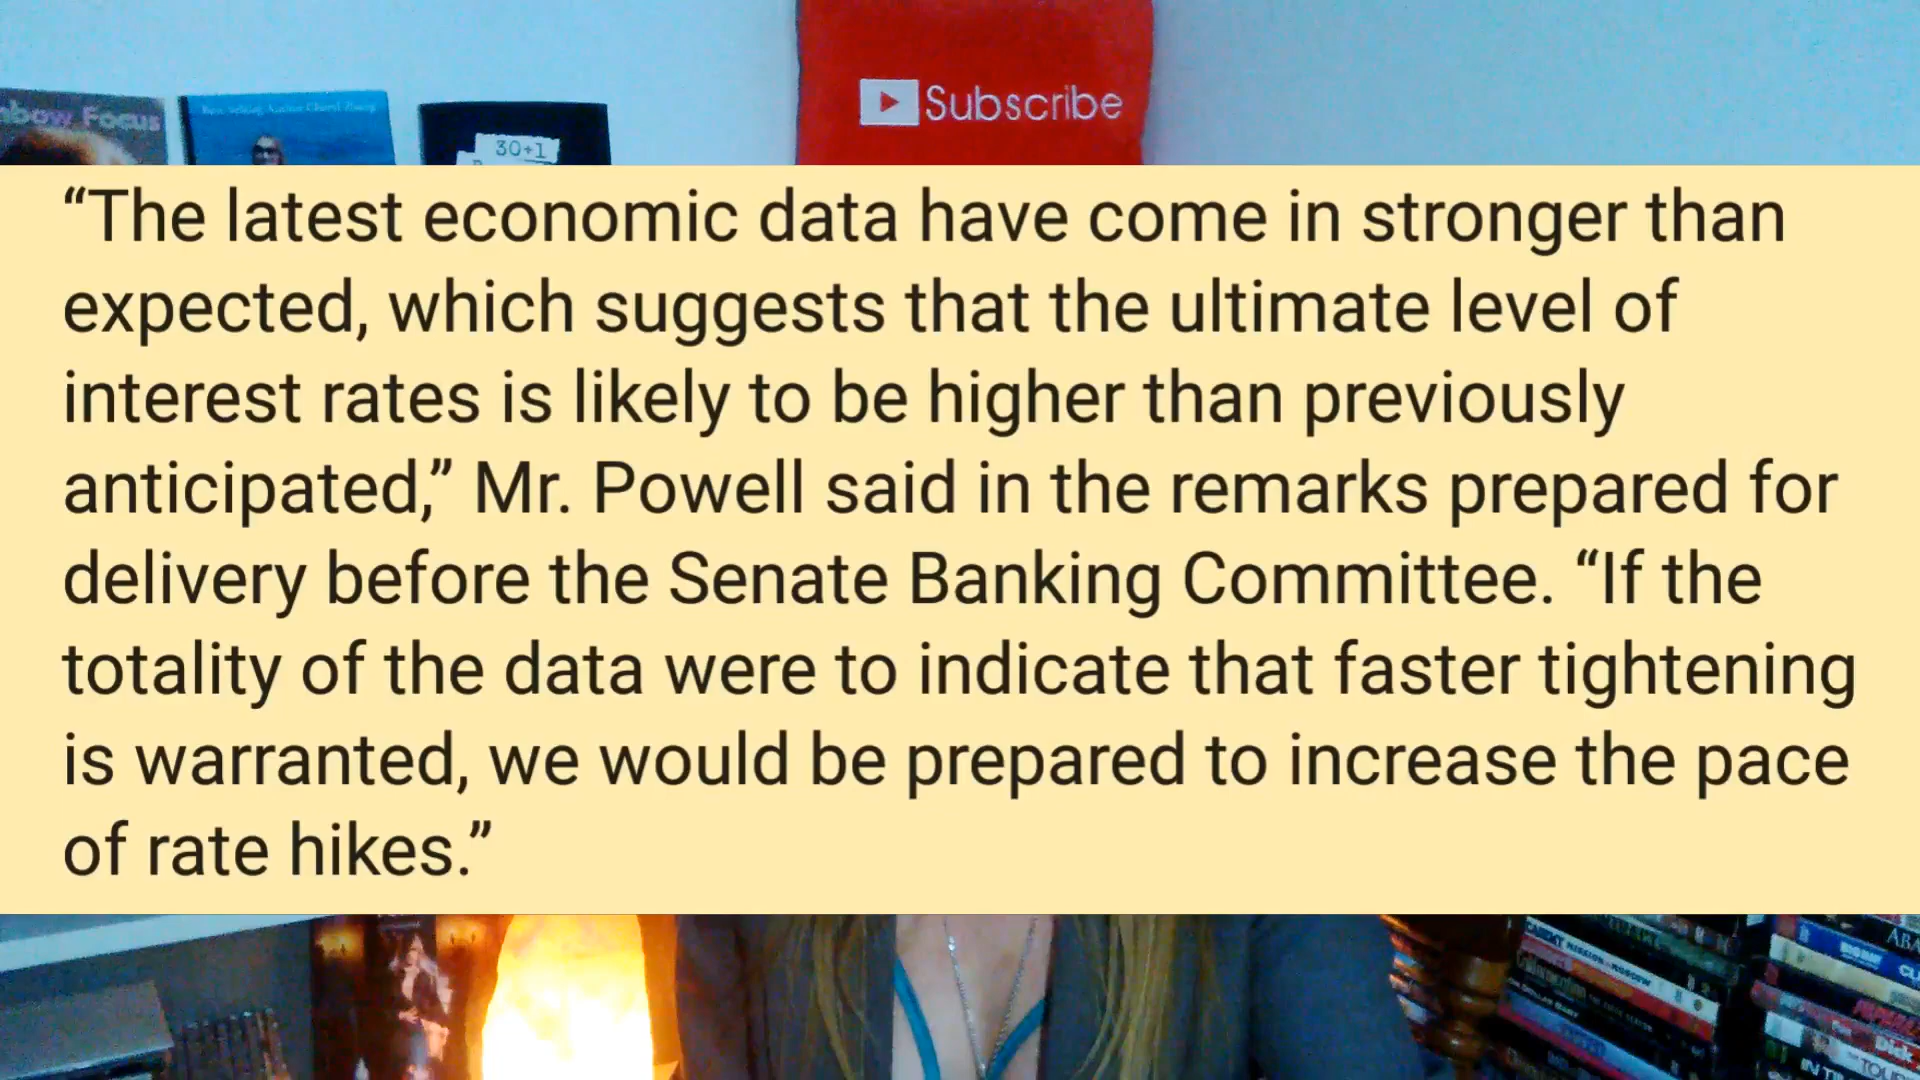 bow Focus
30+1
Subscribe
“The latest economic data have come in stronger than
expected, which suggests that the ultimate level of
interest rates is likely to be higher than previously
anticipated,” Mr. Powell said in the remarks prepared for
delivery before the Senate Banking Committee. “If the
totality of the data were to indicate that faster tightening
is warranted, we would be prepared to increase the pace
of rate hikes.”